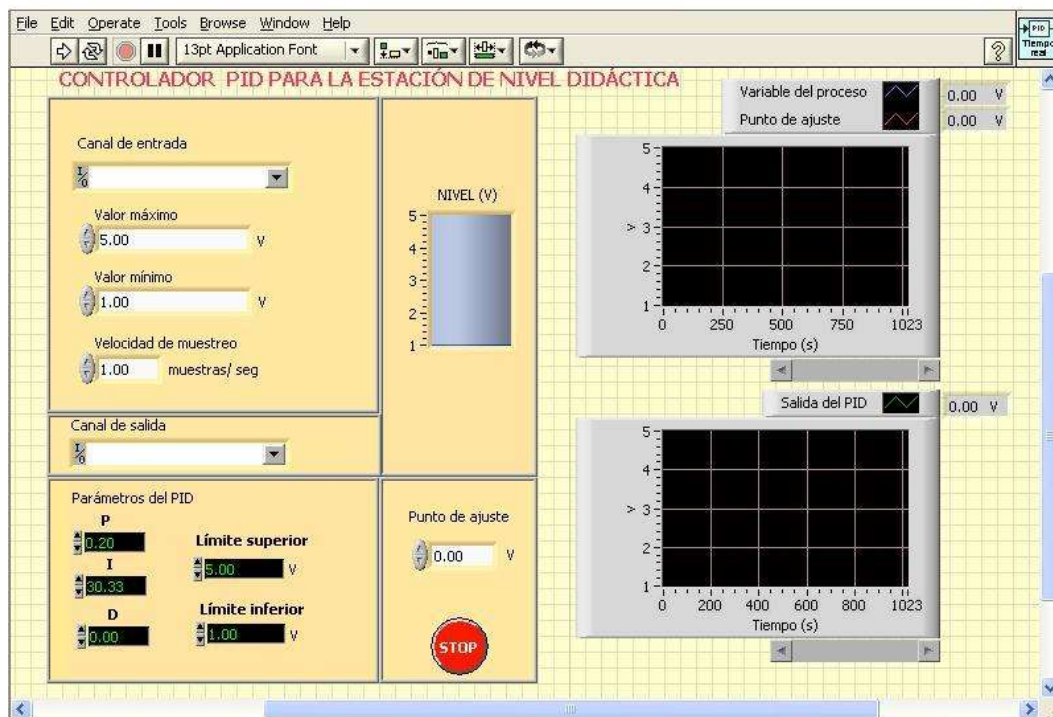 File Edit Operate Tools Browse Window Help
13pt Application Font
?
PID
Tiempo
real
CONTROLADOR PID PARA LA ESTACIÓN DE NIVEL DIDÁCTICA
Canal de entrada
I/O
Valor máximo
5.00 V
Valor mínimo
1.00 V
Velocidad de muestreo
1.00 muestras/ seg
Canal de salida
I/O
Parámetros del PID
P
0.20
I
30.33
D
0.00
Límite superior
5.00 V
Límite inferior
1.00 V
NIVEL (V)
5
4
3
2
1
Punto de ajuste
0.00 V
STOP
Variable del proceso 0.00 V
Punto de ajuste 0.00 V
5
4
V 3
2
1
0 250 500 750 1023
Tiempo (s)
Salida del PID 0.00 V
5
4
V 3
2
1
0 200 400 600 800 1023
Tiempo (s)